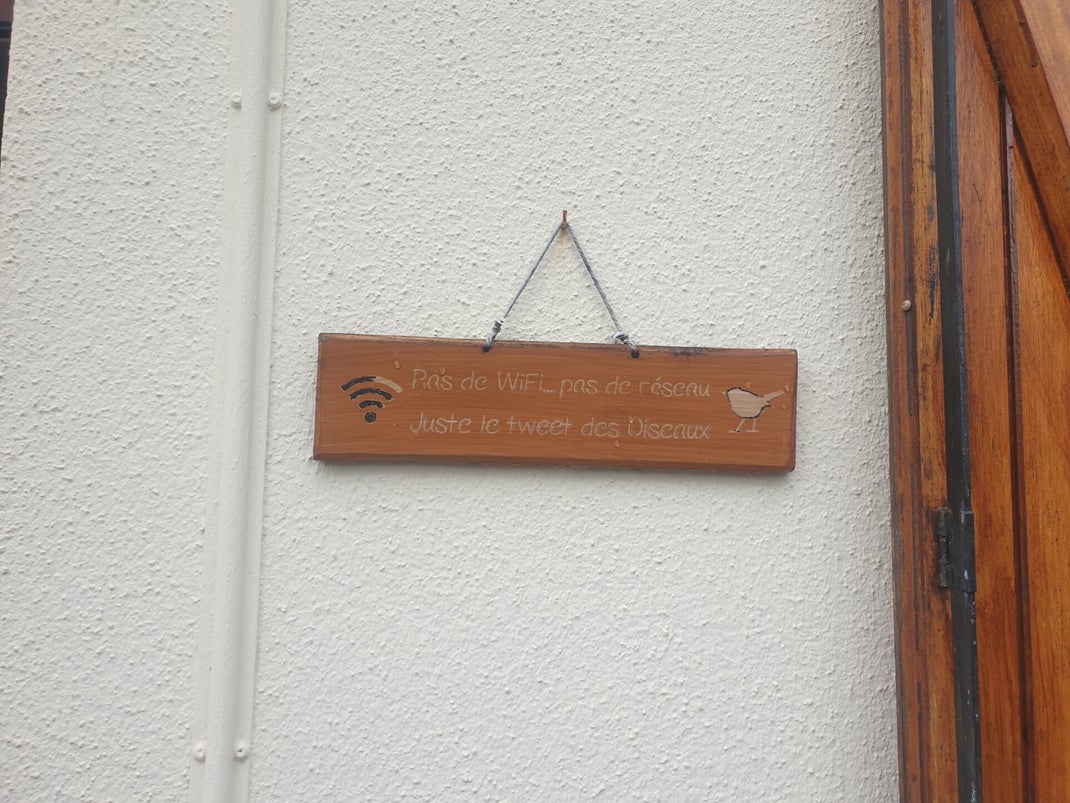 Pas de WiFi... pas de réseau
Juste le tweet des Oiseaux